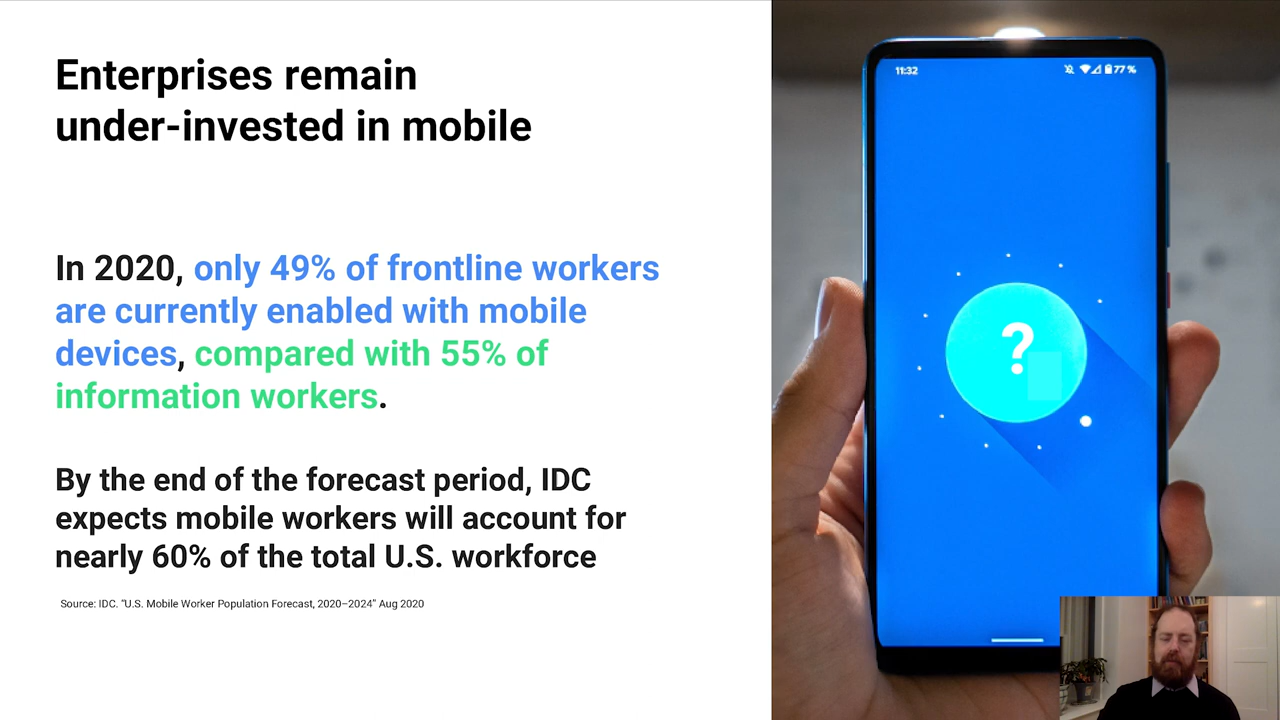 Enterprises remain
under-invested in mobile
In 2020, only 49% of frontline workers
are currently enabled with mobile
devices, compared with 55% of
information workers.
By the end of the forecast period, IDC
expects mobile workers will account for
nearly 60% of the total U.S. workforce
Source: IDC. “U.S. Mobile Worker Population Forecast, 2020–2024” Aug 2020
11:32
77 %
?